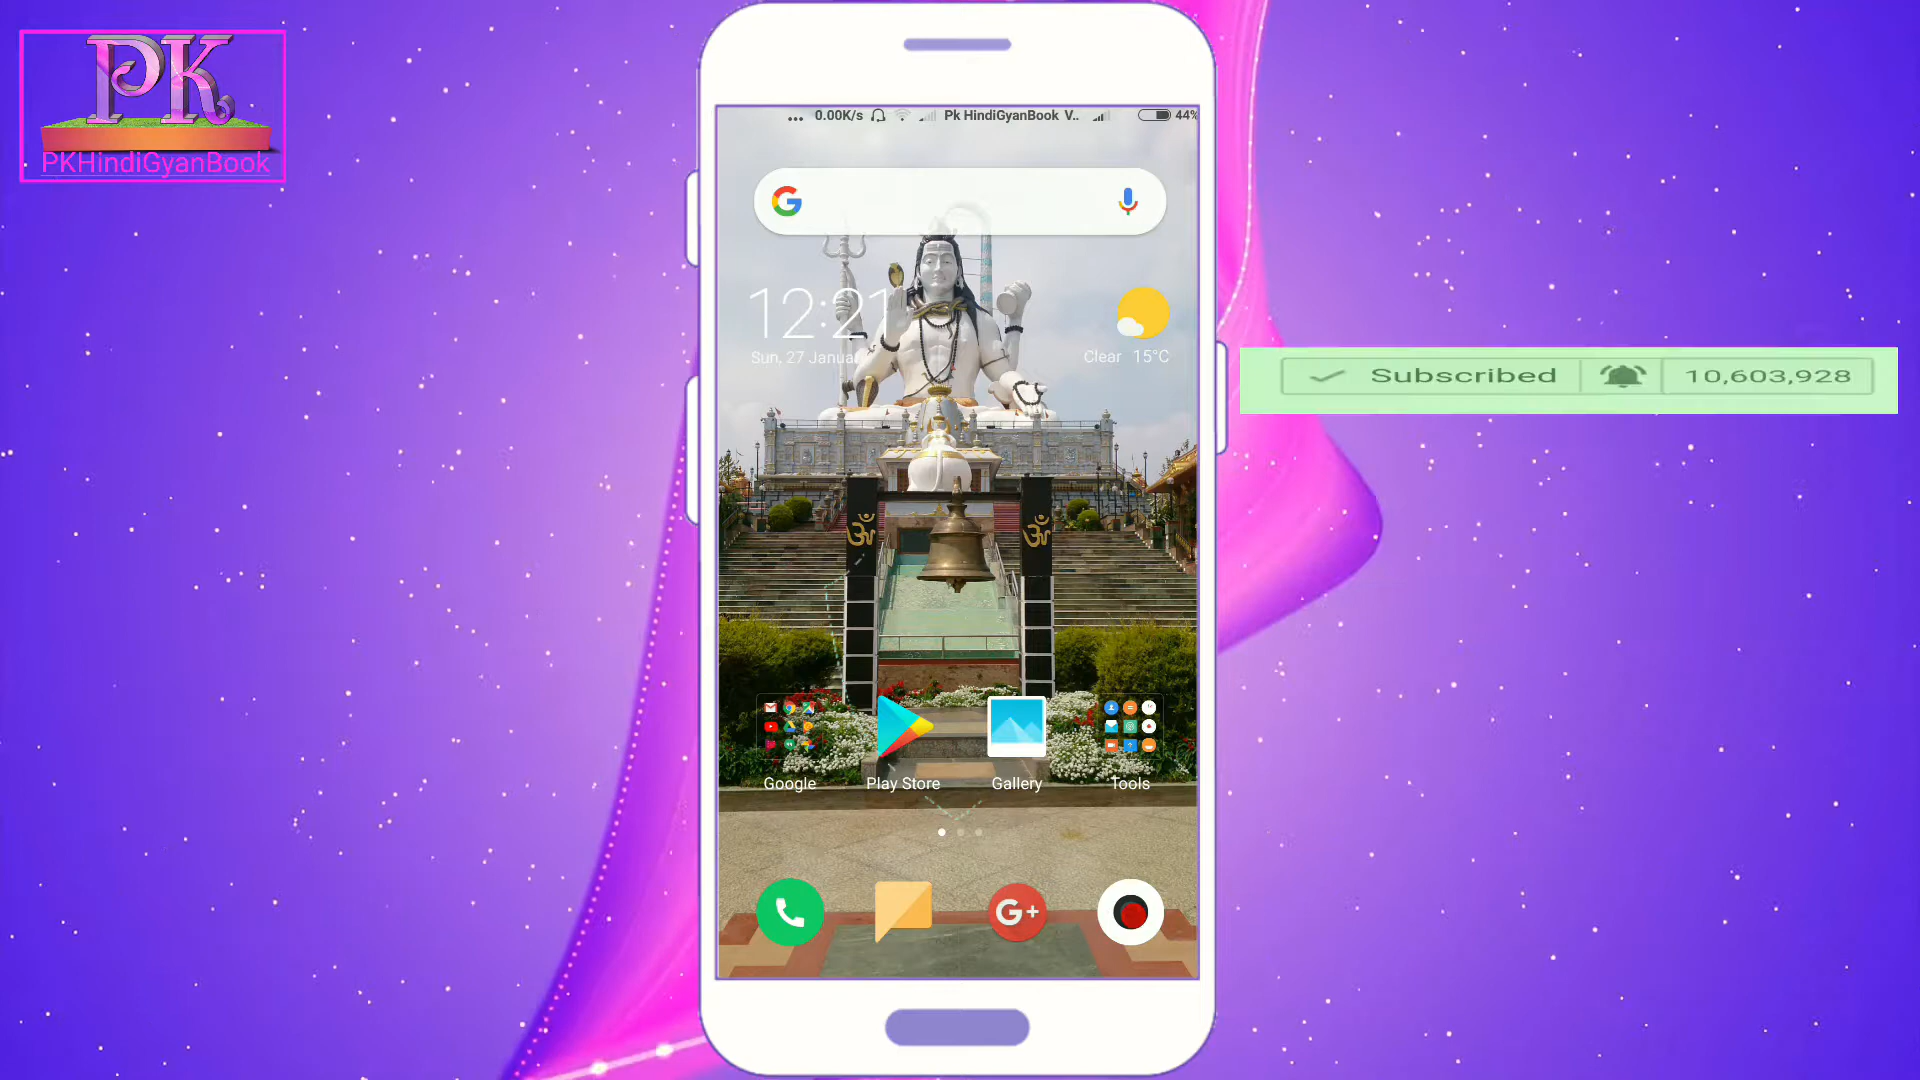 PK
PKHindiGyanBook
... 0.00K/s Pk HindiGyanBook V.. 44%
G
12:21
Sun, 27 Januar
Clear 15°C
Subscribed 10,603,928
ॐ ॐ
Google Play Store Gallery Tools
G+